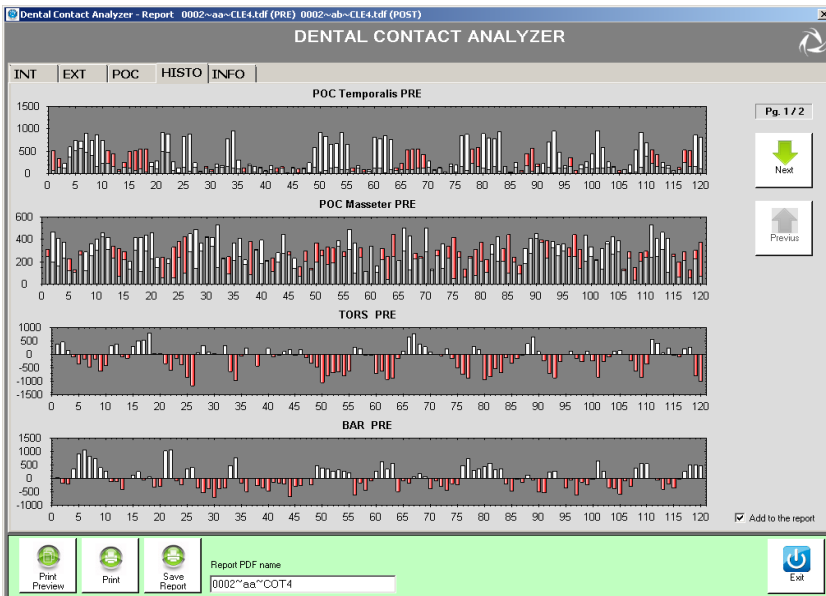 Dental Contact Analyzer - Report 0002~aa~CLE4.tdf (PRE) 0002~ab~CLE4.tdf (POST)
DENTAL CONTACT ANALYZER
INT EXT POC HISTO INFO
POC Temporalis PRE
1500
1000
500
0
0 5 10 15 20 25 30 35 40 45 50 55 60 65 70 75 80 85 90 95 100 105 110 115 120
Pg. 1 / 2
Next
POC Masseter PRE
600
400
200
0
0 5 10 15 20 25 30 35 40 45 50 55 60 65 70 75 80 85 90 95 100 105 110 115 120
Previus
TORS PRE
1000
500
0
-500
-1000
-1500
0 5 10 15 20 25 30 35 40 45 50 55 60 65 70 75 80 85 90 95 100 105 110 115 120
BAR PRE
1500
1000
500
0
-500
-1000
0 5 10 15 20 25 30 35 40 45 50 55 60 65 70 75 80 85 90 95 100 105 110 115 120
Add to the report
Print
Preview
Print
Save
Report
Report PDF name
0002~aa~COT4
Exit